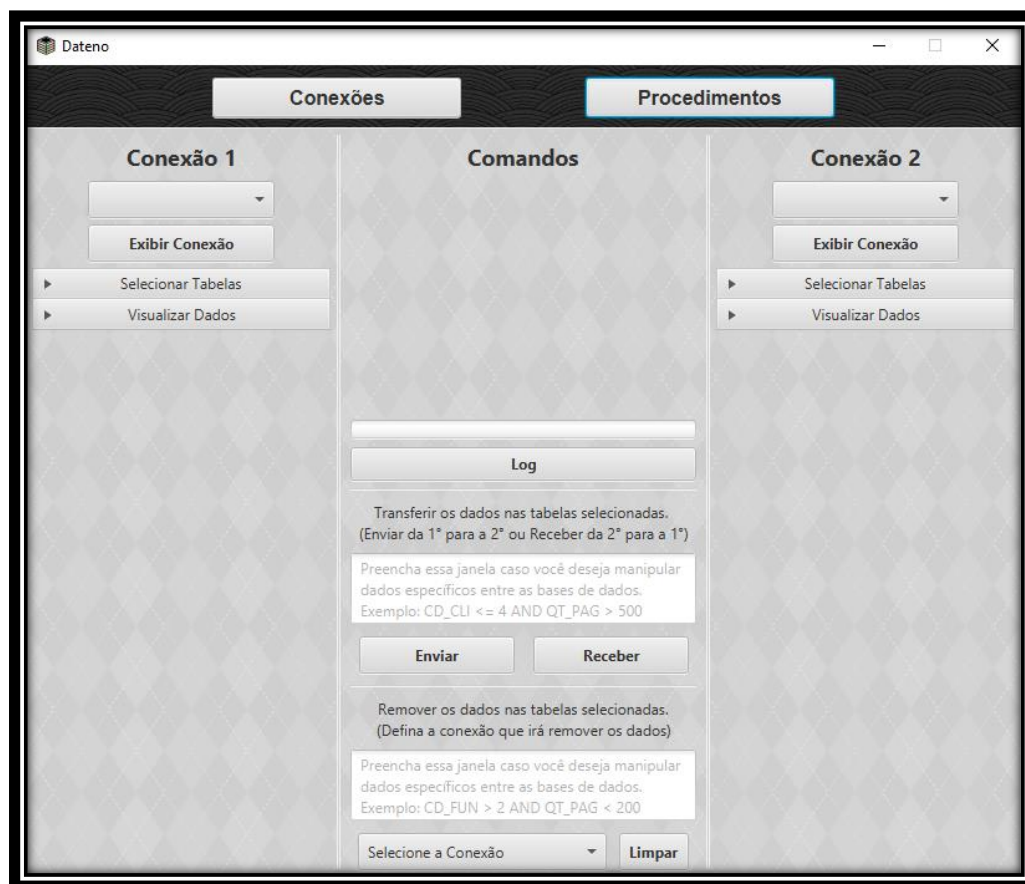 Dateno
Conexões
Procedimentos
Conexão 1
Exibir Conexão
Selecionar Tabelas
Visualizar Dados
Comandos
Log
Transferir os dados nas tabelas selecionadas.
(Enviar da 1° para a 2° ou Receber da 2° para a 1°)
Preencha essa janela caso você deseja manipular
dados específicos entre as bases de dados.
Exemplo: CD_CLI <= 4 AND QT_PAG > 500
Enviar
Receber
Remover os dados nas tabelas selecionadas.
(Defina a conexão que irá remover os dados)
Preencha essa janela caso você deseja manipular
dados específicos entre as bases de dados.
Exemplo: CD_FUN > 2 AND QT_PAG < 200
Selecione a Conexão
Limpar
Conexão 2
Exibir Conexão
Selecionar Tabelas
Visualizar Dados